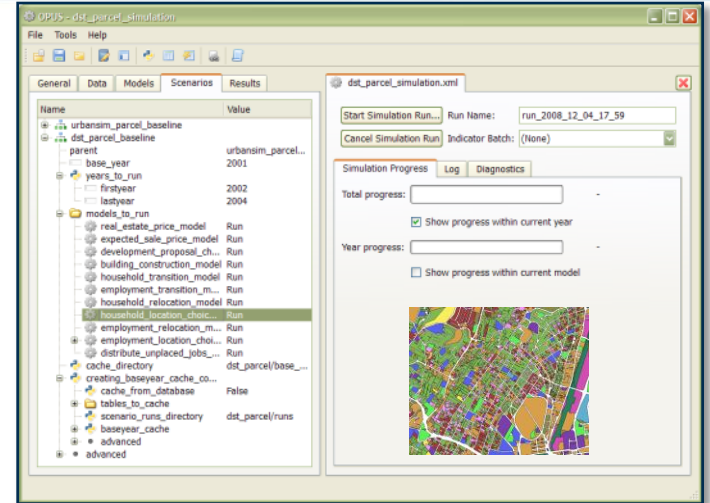 OPUS - dst_parcel_simulation
File Tools Help
General Data Models Scenarios Results
Name Value
urbansim_parcel_baseline
dst_parcel_baseline
parent urbansim_parcel...
base_year 2001
years_to_run
firstyear 2002
lastyear 2004
models_to_run
real_estate_price_model Run
expected_sale_price_model Run
development_proposal_ch... Run
building_construction_model Run
household_transition_model Run
employment_transition_m... Run
household_relocation_model Run
household_location_choic... Run
employment_relocation_m... Run
employment_location_choi... Run
distribute_unplaced_jobs_... Run
cache_directory dst_parcel/base_...
creating_baseyear_cache_co...
cache_from_database False
tables_to_cache
scenario_runs_directory dst_parcel/runs
baseyear_cache
advanced
advanced
dst_parcel_simulation.xml
Start Simulation Run... Run Name: run_2008_12_04_17_59
Cancel Simulation Run Indicator Batch: (None)
Simulation Progress Log Diagnostics
Total progress: -
Show progress within current year
Year progress: -
Show progress within current model